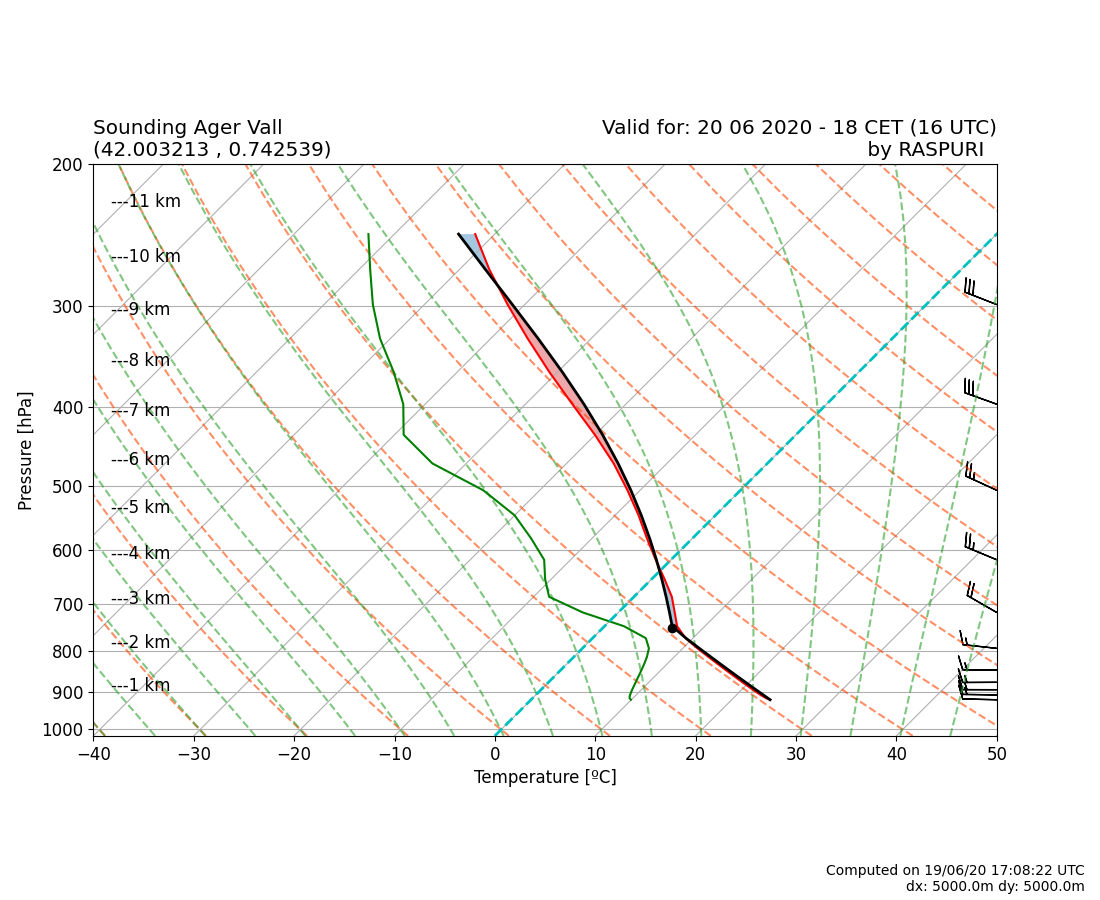 Sounding Ager Vall
(42.003213 , 0.742539)
Valid for: 20 06 2020 - 18 CET (16 UTC)
by RASPURI
200
300
400
500
600
700
800
900
1000
Pressure [hPa]
---11 km
---10 km
---9 km
---8 km
---7 km
---6 km
---5 km
---4 km
---3 km
---2 km
---1 km
−40 −30 −20 −10 0 10 20 30 40 50
Temperature [ºC]
Computed on 19/06/20 17:08:22 UTC
dx: 5000.0m dy: 5000.0m